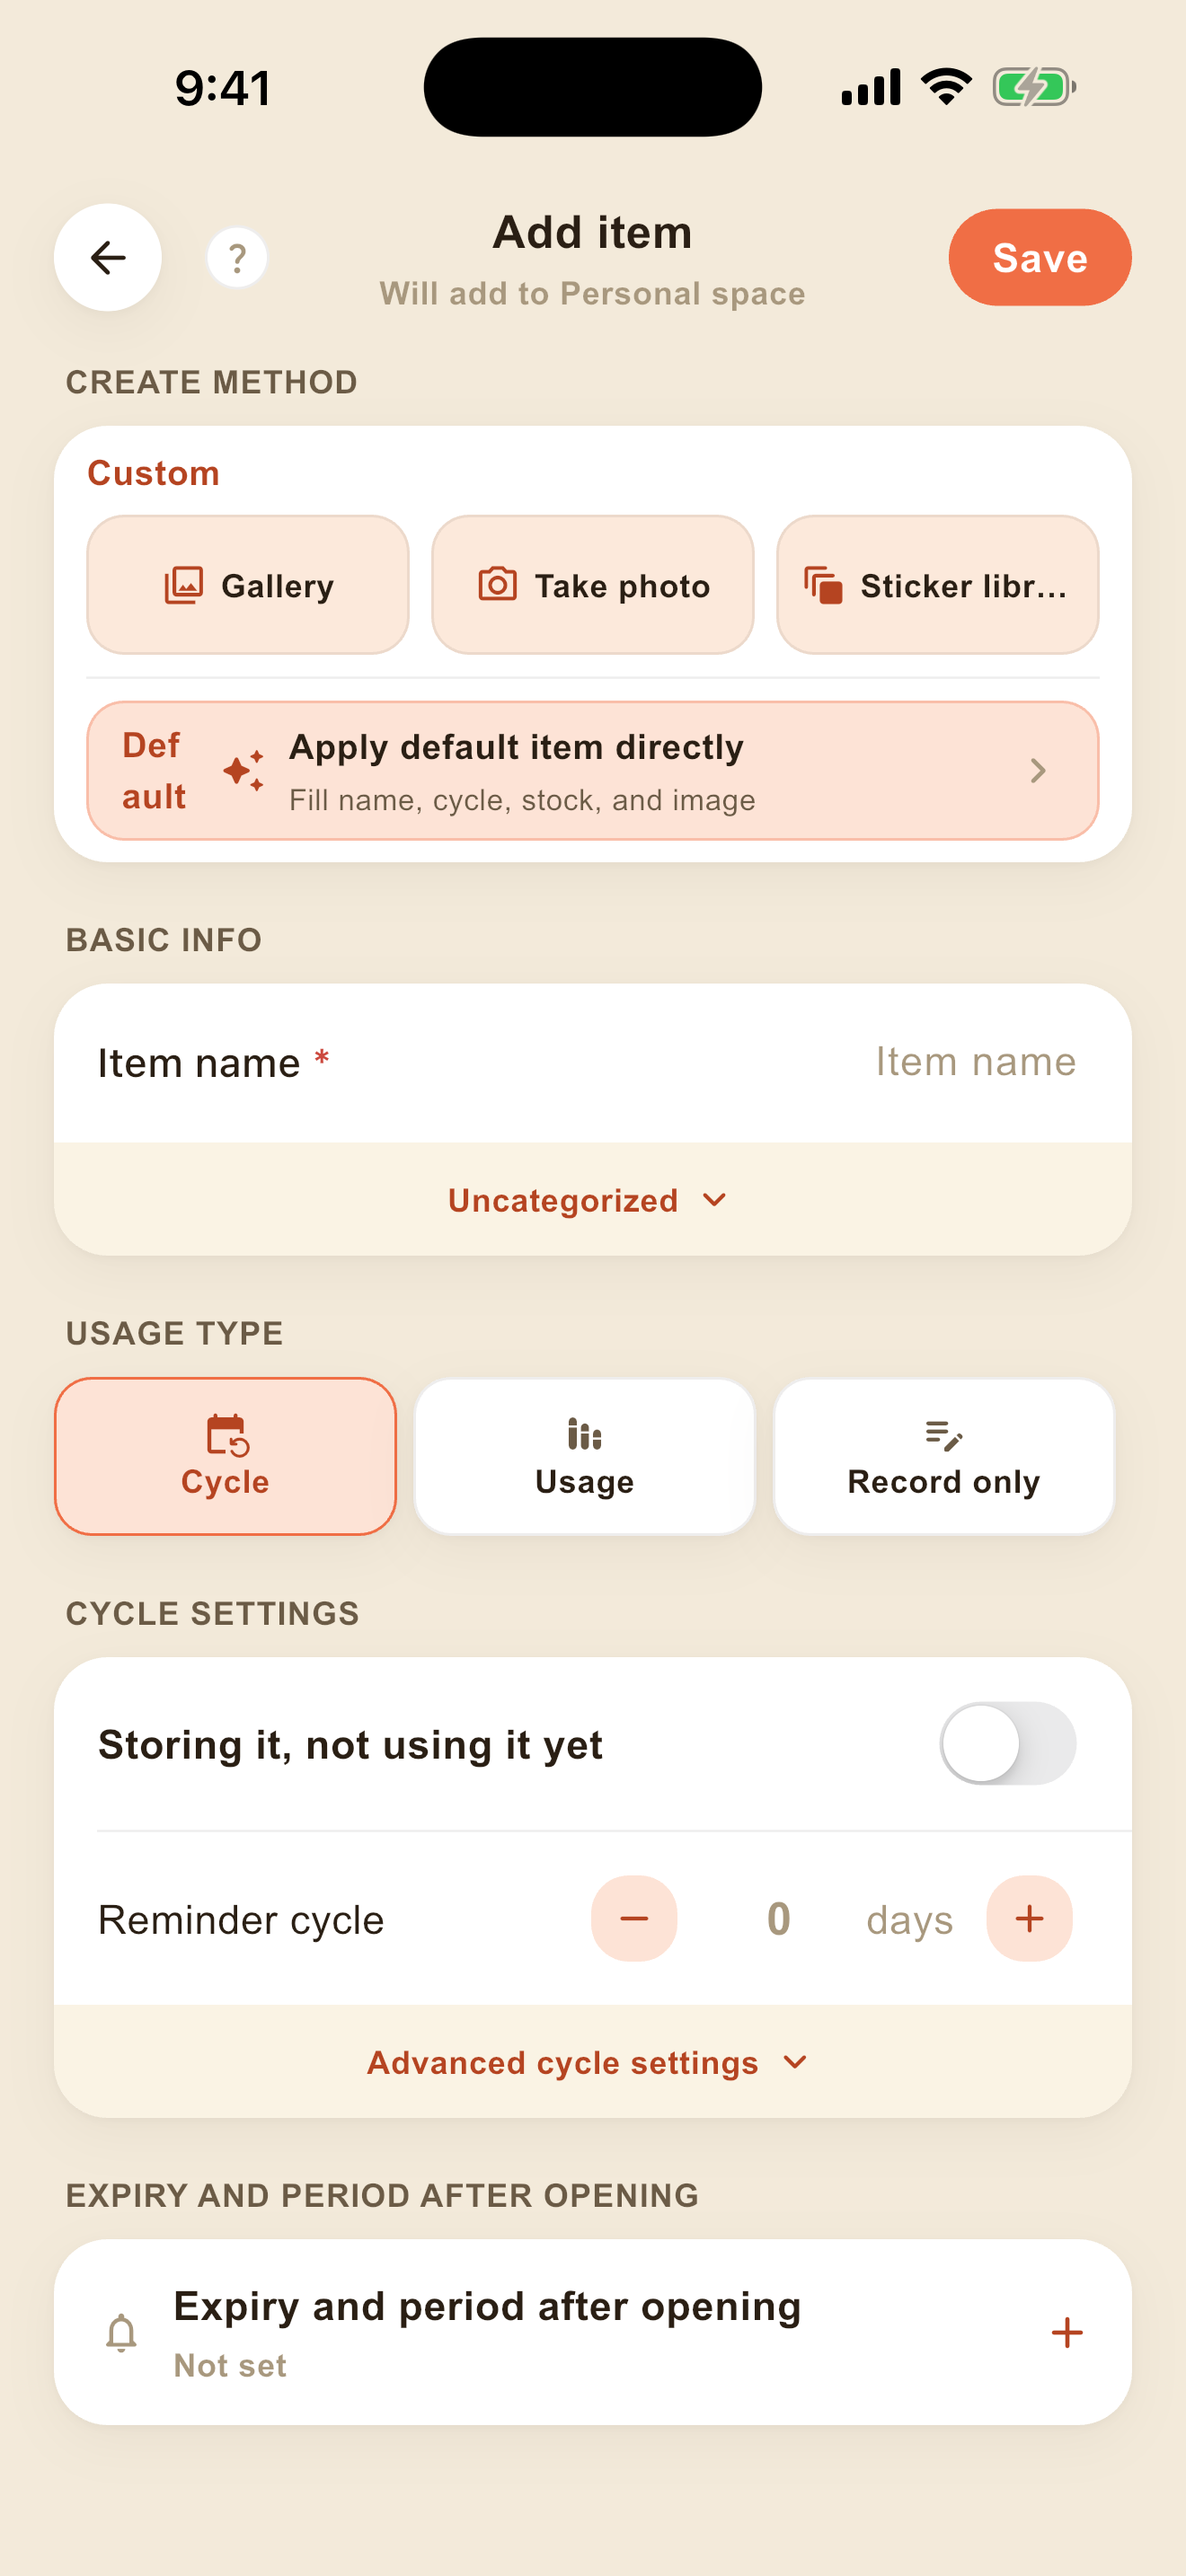 9:41
?
Add item
Will add to Personal space
Save
CREATE METHOD
Custom
Gallery
Take photo
Sticker libr...
Def
ault
Apply default item directly
Fill name, cycle, stock, and image
BASIC INFO
Item name *
Item name
Uncategorized
USAGE TYPE
Cycle
Usage
Record only
CYCLE SETTINGS
Storing it, not using it yet
Reminder cycle
0
days
Advanced cycle settings
EXPIRY AND PERIOD AFTER OPENING
Expiry and period after opening
Not set